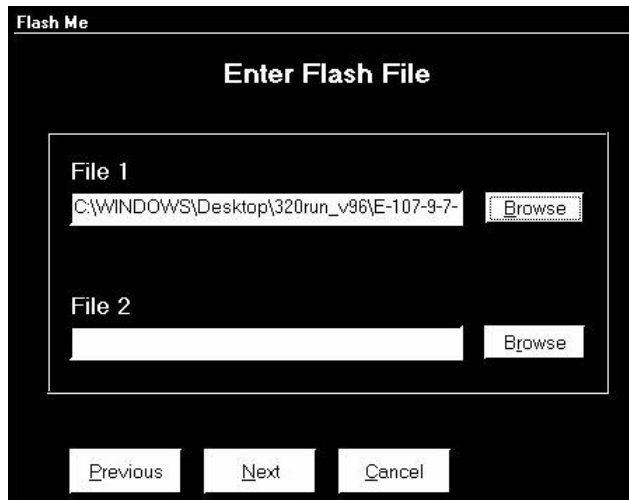 Flash Me
Enter Flash File
File 1
C:\WINDOWS\Desktop\320run_v96\E-107-9-7-
Browse
File 2
Browse
Previous
Next
Cancel